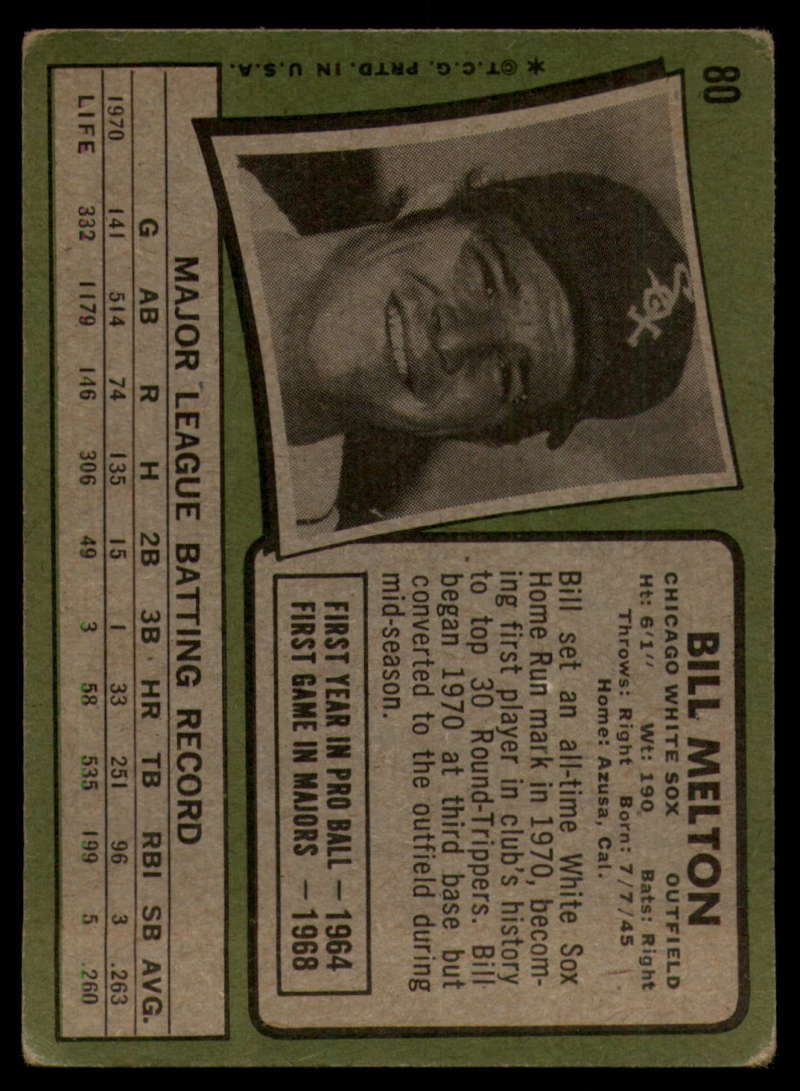 80
* © T.C.G. PRTD. IN U.S.A.
BILL MELTON
CHICAGO WHITE SOX OUTFIELD
Ht: 6'1" Wt: 190 Bats: Right
Throws: Right Born: 7/7/45
Home: Azusa, Cal.
Bill set an all-time White Sox
Home Run mark in 1970, becom-
ing first player in club's history
to top 30 Round-Trippers. Bill
began 1970 at third base but
converted to the outfield during
mid-season.
FIRST YEAR IN PRO BALL — 1964
FIRST GAME IN MAJORS — 1968
MAJOR LEAGUE BATTING RECORD
G AB R H 2B 3B HR TB RBI SB AVG.
1970 141 514 74 135 15 1 33 251 96 3 .263
LIFE 332 1179 146 306 49 3 58 535 199 5 .260